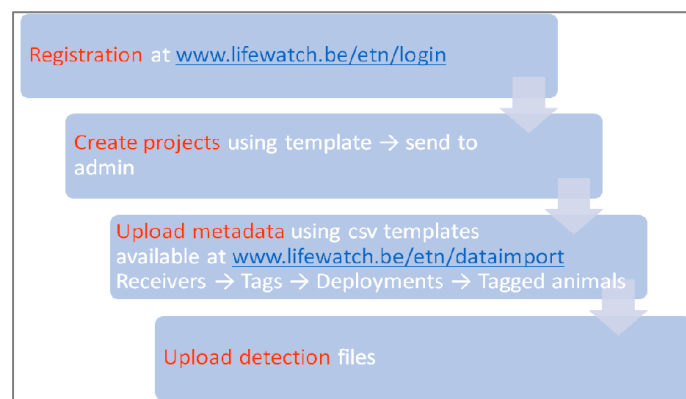 Registration at www.lifewatch.be/etn/login
Create projects using template → send to
admin
Upload metadata using csv templates
available at www.lifewatch.be/etn/dataimport
Receivers → Tags → Deployments → Tagged animals
Upload detection files